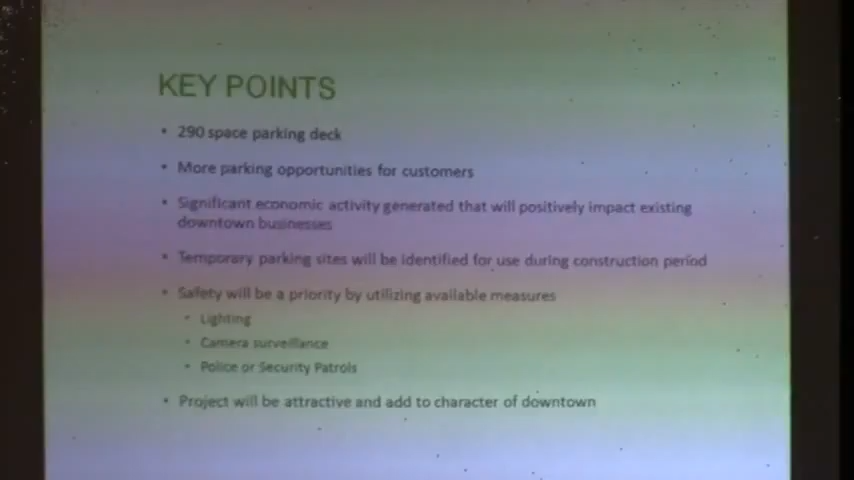 KEY POINTS
• 290 space parking deck
• More parking opportunities for customers
• Significant economic activity generated that will positively impact existing
downtown businesses
• Temporary parking sites will be identified for use during construction period
• Safety will be a priority by utilizing available measures
• Lighting
• Camera surveillance
• Police or Security Patrols
• Project will be attractive and add to character of downtown